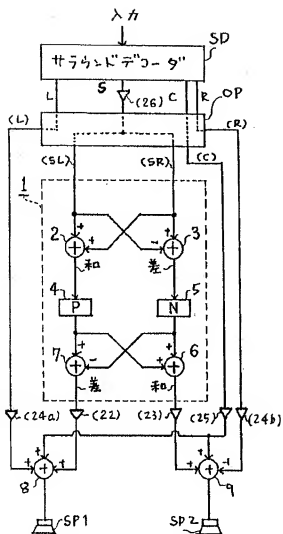 入力
SD
サラウンドデコーダ
L S C R
(26)
OP
(L) (R)
(SL) (SR) (C)
1
+ +
2 + - 3
和 差
4 P 5 N
+ +
7 - + 6
差 和
(24a) (22) (23) (25) (24b)
+ +
+ + + -
8 9
SP1 SP2